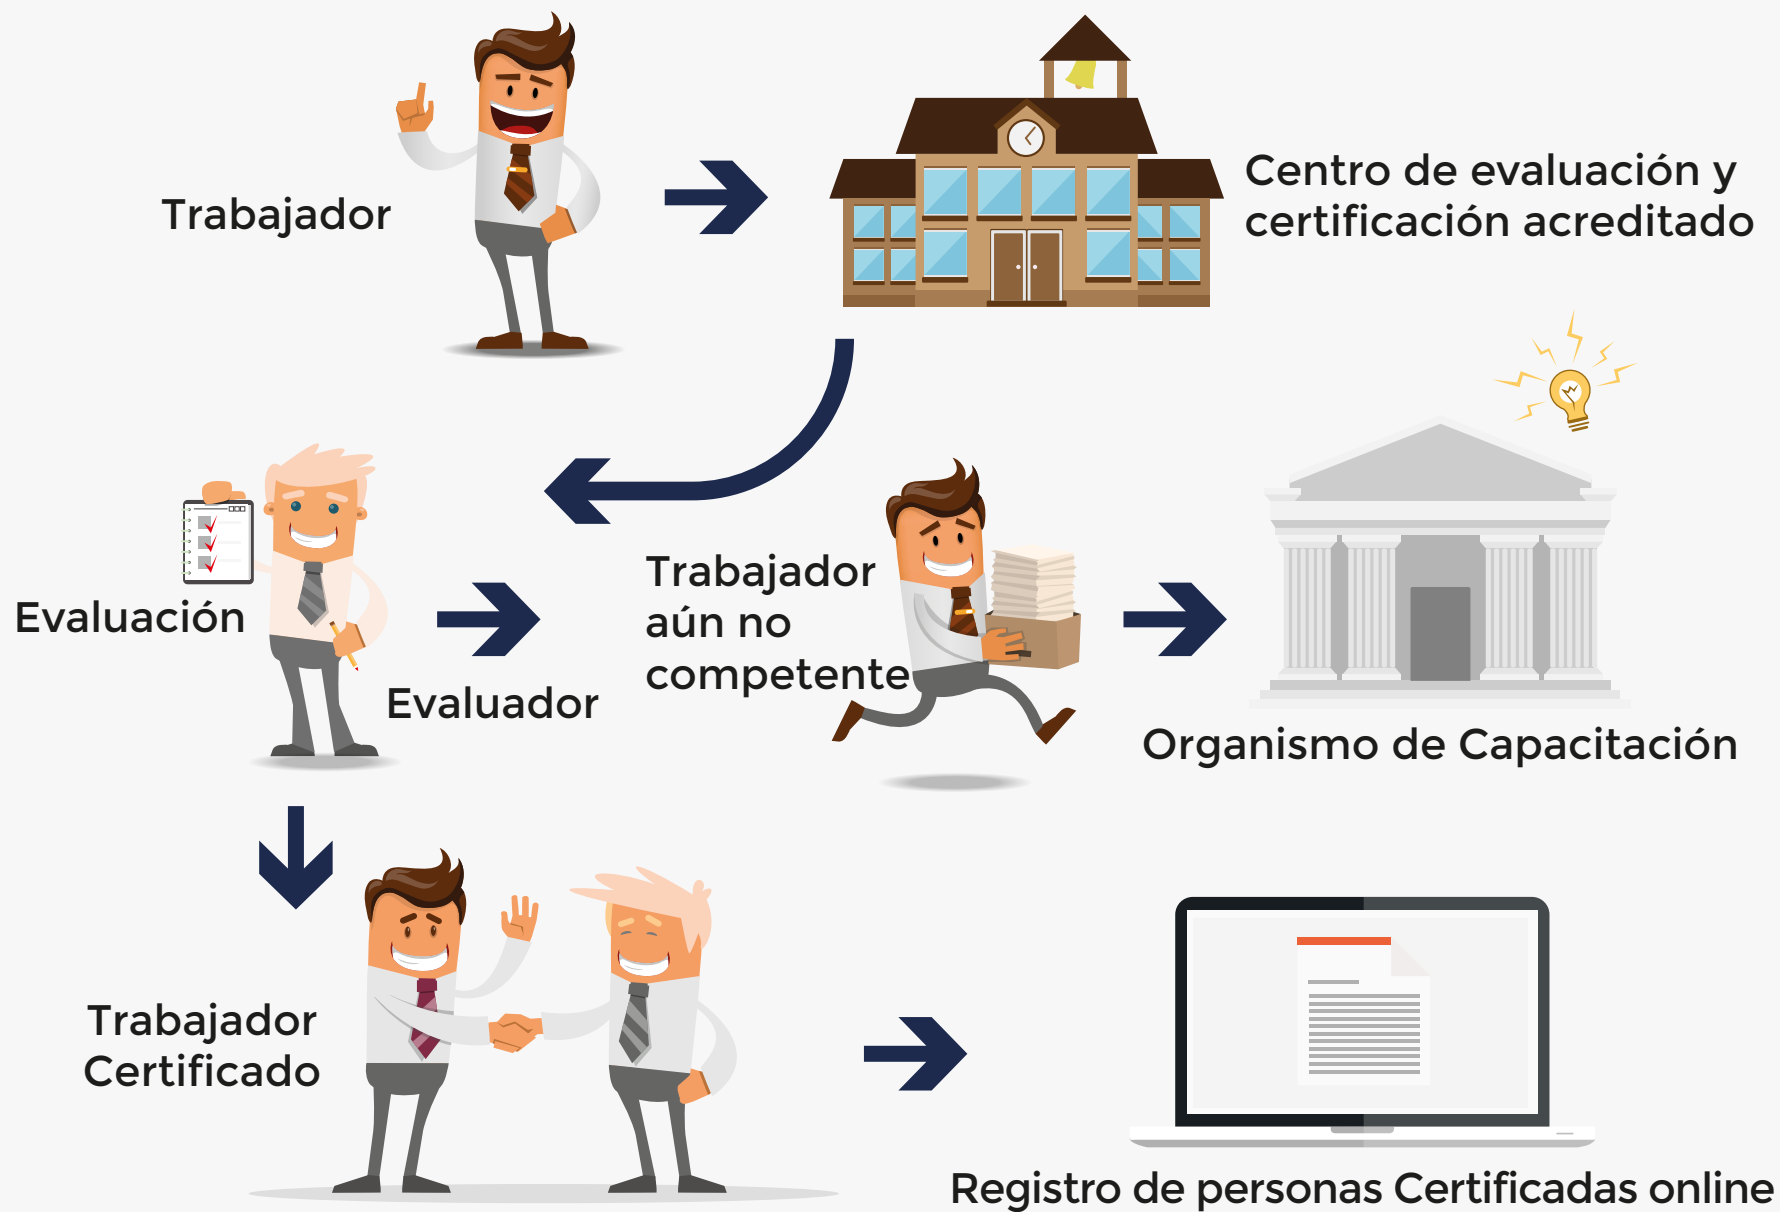 Trabajador
Centro de evaluación y
certificación acreditado
Evaluación
Evaluador
Trabajador
aún no
competente
Organismo de Capacitación
Trabajador
Certificado
Registro de personas Certificadas online